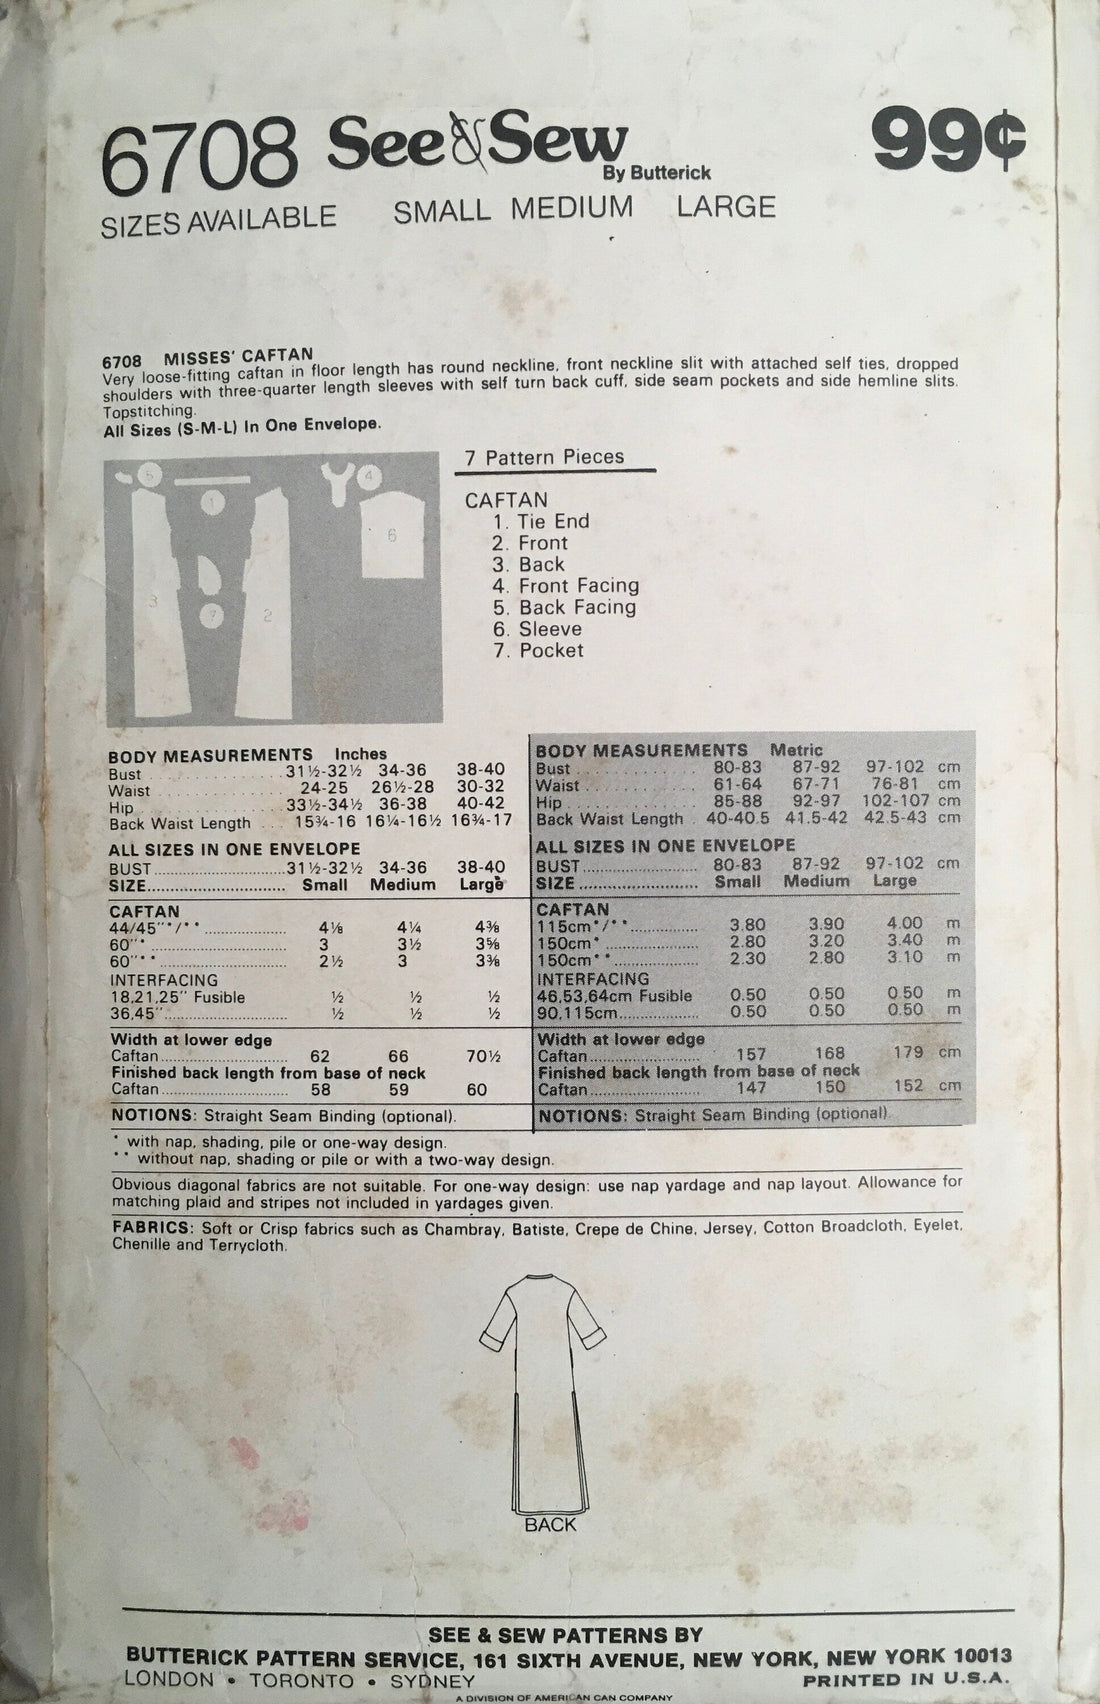 6708 See & Sew 99¢
By Butterick
SIZES AVAILABLE SMALL MEDIUM LARGE
6708 MISSES' CAFTAN
Very loose-fitting caftan in floor length has round neckline, front neckline slit with attached self ties, dropped
shoulders with three-quarter length sleeves with self turn back cuff, side seam pockets and side hemline slits.
Topstitching.
All Sizes (S-M-L) In One Envelope.
5
1
4
6
3
7
2
7 Pattern Pieces
CAFTAN
1. Tie End
2. Front
3. Back
4. Front Facing
5. Back Facing
6. Sleeve
7. Pocket
BODY MEASUREMENTS Inches
Bust . . . . . . . . . . . . . 31½-32½ 34-36 38-40
Waist . . . . . . . . . . . . . 24-25 26½-28 30-32
Hip . . . . . . . . . . . . . 33½-34½ 36-38 40-42
Back Waist Length . . . 15¾-16 16¼-16½ 16¾-17
ALL SIZES IN ONE ENVELOPE
BUST............................31½-32½ 34-36 38-40
SIZE............................. Small Medium Large
CAFTAN
44/45"*/** ................ 4⅛ 4¼ 4⅜
60"* ........................... 3 3½ 3⅝
60"** ......................... 2½ 3 3⅜
INTERFACING
18,21,25" Fusible ½ ½ ½
36,45"......................... ½ ½ ½
Width at lower edge
Caftan......................... 62 66 70½
Finished back length from base of neck
Caftan......................... 58 59 60
NOTIONS: Straight Seam Binding (optional).
BODY MEASUREMENTS Metric
Bust . . . . . . . . . . . . 80-83 87-92 97-102 cm
Waist . . . . . . . . . . . . 61-64 67-71 76-81 cm
Hip . . . . . . . . . . . . 85-88 92-97 102-107 cm
Back Waist Length . 40-40.5 41.5-42 42.5-43 cm
ALL SIZES IN ONE ENVELOPE
BUST......................... 80-83 87-92 97-102 cm
SIZE ......................... Small Medium Large
CAFTAN
115cm*/**.............. 3.80 3.90 4.00 m
150cm* ................... 2.80 3.20 3.40 m
150cm** ................. 2.30 2.80 3.10 m
INTERFACING
46,53,64cm Fusible 0.50 0.50 0.50 m
90,115cm................ 0.50 0.50 0.50 m
Width at lower edge
Caftan....................... 157 168 179 cm
Finished back length from base of neck
Caftan....................... 147 150 152 cm
NOTIONS: Straight Seam Binding (optional).
* with nap, shading, pile or one-way design.
** without nap, shading or pile or with a two-way design.
Obvious diagonal fabrics are not suitable. For one-way design: use nap yardage and nap layout. Allowance for
matching plaid and stripes not included in yardages given.
FABRICS: Soft or Crisp fabrics such as Chambray, Batiste, Crepe de Chine, Jersey, Cotton Broadcloth, Eyelet,
Chenille and Terrycloth.
BACK
SEE & SEW PATTERNS BY
BUTTERICK PATTERN SERVICE, 161 SIXTH AVENUE, NEW YORK, NEW YORK 10013
LONDON • TORONTO • SYDNEY PRINTED IN U.S.A.
A DIVISION OF AMERICAN CAN COMPANY